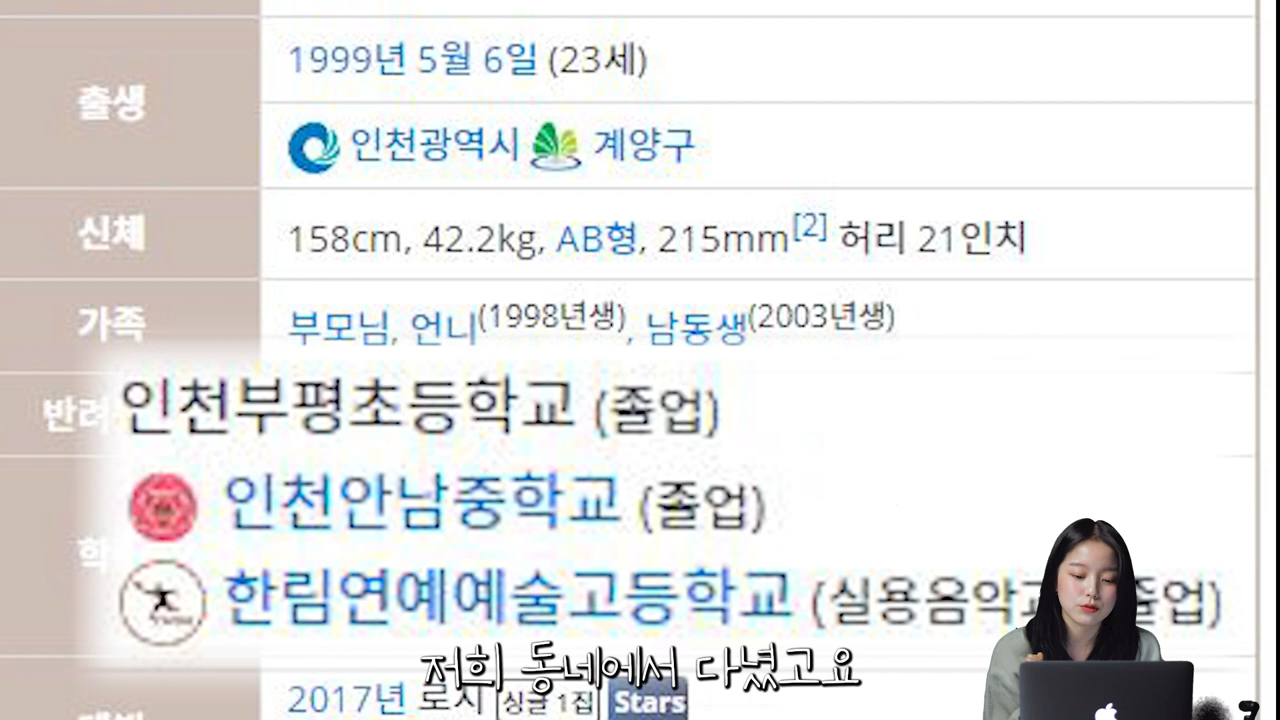 출생
1999년 5월 6일 (23세)
인천광역시 계양구
신체
158cm, 42.2kg, AB형, 215mm[2] 허리 21인치
가족
부모님, 언니(1998년생), 남동생(2003년생)
반려
인천부평초등학교 (졸업)
인천안남중학교 (졸업)
학
한림연예예술고등학교 (실용음악과 졸업)
저희 동네에서 다녔고요
2017년 로시 싱글 1집 Stars